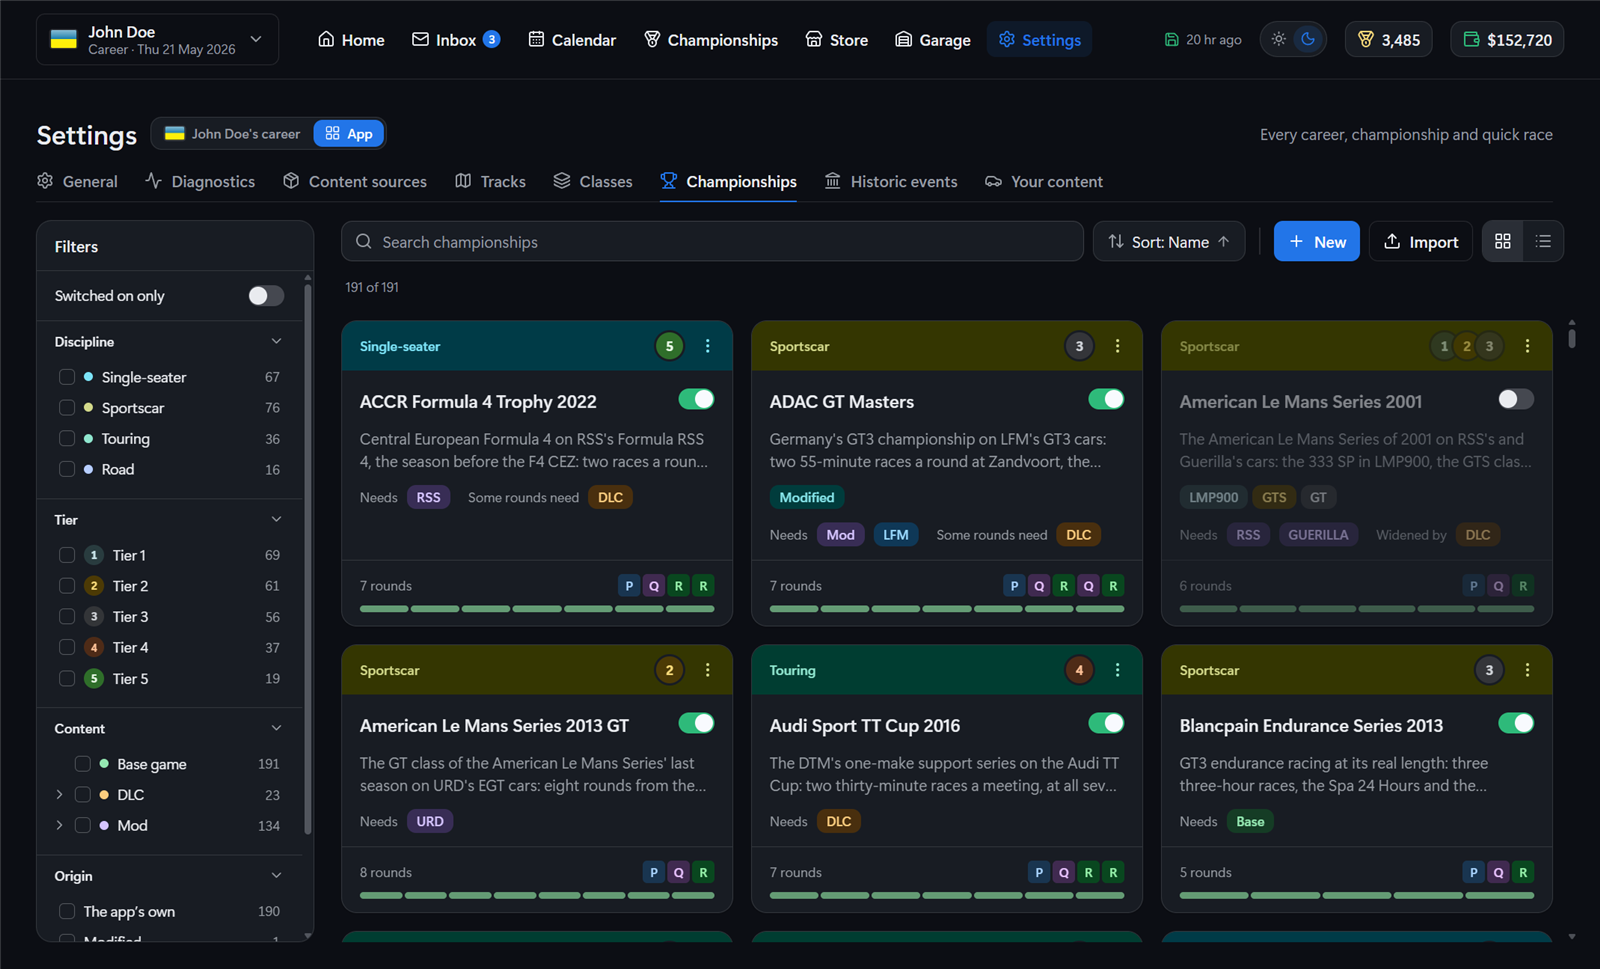 John Doe
Career · Thu 21 May 2026
Home
Inbox 3
Calendar
Championships
Store
Garage
Settings
20 hr ago
3,485
$152,720
Settings
John Doe's career
App
Every career, championship and quick race
General
Diagnostics
Content sources
Tracks
Classes
Championships
Historic events
Your content
Filters
Switched on only
Discipline
Single-seater 67
Sportscar 76
Touring 36
Road 16
Tier
1 Tier 1 69
2 Tier 2 61
3 Tier 3 56
4 Tier 4 37
5 Tier 5 19
Content
Base game 191
DLC 23
Mod 134
Origin
The app's own 190
Modified 1
Search championships
Sort: Name
New
Import
191 of 191
Single-seater 5
ACCR Formula 4 Trophy 2022
Central European Formula 4 on RSS's Formula RSS
4, the season before the F4 CEZ: two races a roun...
Needs RSS Some rounds need DLC
7 rounds P Q R R
Sportscar 3
ADAC GT Masters
Germany's GT3 championship on LFM's GT3 cars:
two 55-minute races a round at Zandvoort, the...
Modified
Needs Mod LFM Some rounds need DLC
7 rounds P Q R Q R
Sportscar 1 2 3
American Le Mans Series 2001
The American Le Mans Series of 2001 on RSS's and
Guerilla's cars: the 333 SP in LMP900, the GTS clas...
LMP900 GTS GT
Needs RSS GUERILLA Widened by DLC
6 rounds P Q R
Sportscar 2
American Le Mans Series 2013 GT
The GT class of the American Le Mans Series' last
season on URD's EGT cars: eight rounds from the...
Needs URD
8 rounds P Q R
Touring 4
Audi Sport TT Cup 2016
The DTM's one-make support series on the Audi TT
Cup: two thirty-minute races a meeting, at all sev...
Needs DLC
7 rounds P Q R R
Sportscar 3
Blancpain Endurance Series 2013
GT3 endurance racing at its real length: three
three-hour races, the Spa 24 Hours and the...
Needs Base
5 rounds P Q R